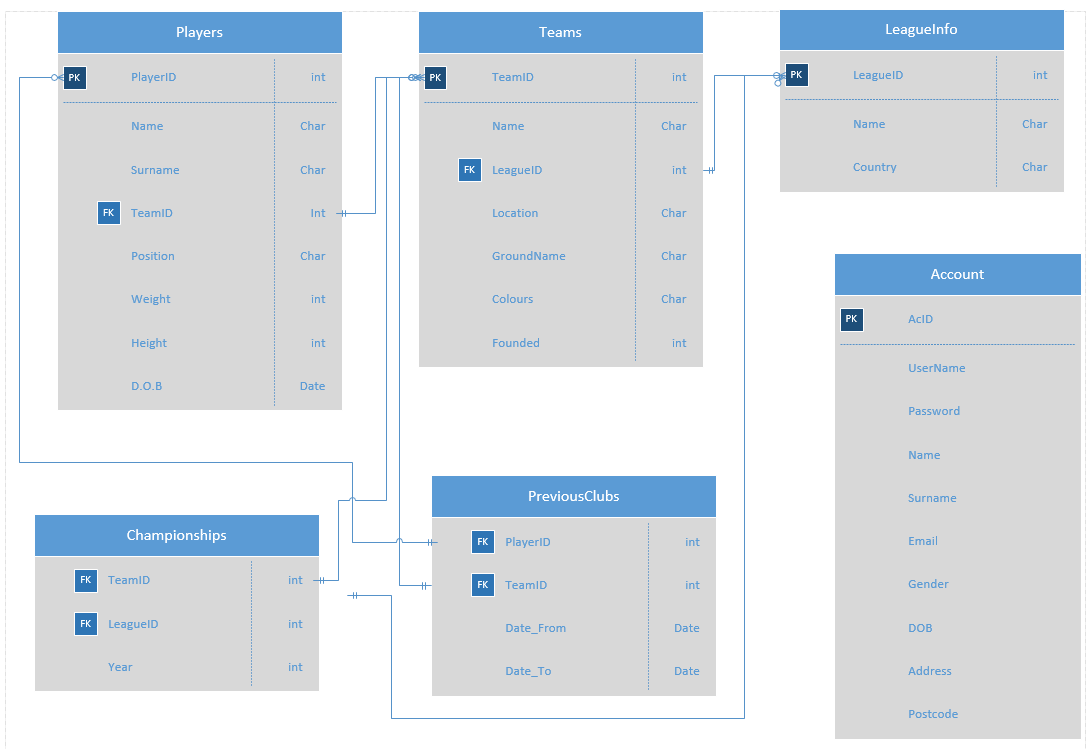 Players
PK PlayerID int
Name Char
Surname Char
FK TeamID Int
Position Char
Weight int
Height int
D.O.B Date
Teams
PK TeamID int
Name Char
FK LeagueID int
Location Char
GroundName Char
Colours Char
Founded int
LeagueInfo
PK LeagueID int
Name Char
Country Char
Account
PK AcID
UserName
Password
Name
Surname
Email
Gender
DOB
Address
Postcode
Championships
FK TeamID int
FK LeagueID int
Year int
PreviousClubs
FK PlayerID int
FK TeamID int
Date_From Date
Date_To Date